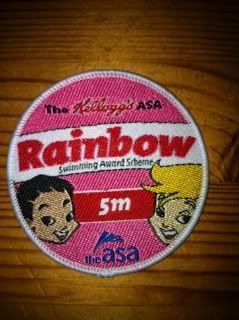 The Kellogg's ASA
Rainbow
Swimming Award Scheme
5m
the asa